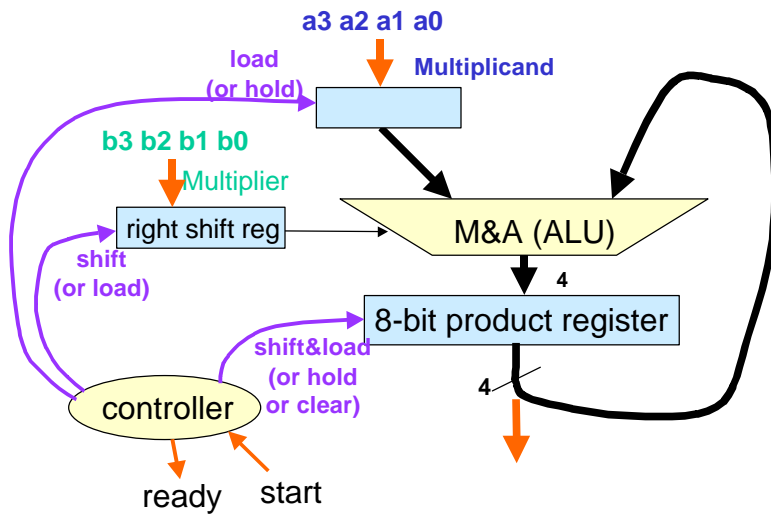 a3 a2 a1 a0
load
(or hold)
Multiplicand
b3 b2 b1 b0
Multiplier
right shift reg
M&A (ALU)
shift
(or load)
4
8-bit product register
shift&load
(or hold
or clear)
4
controller
ready
start